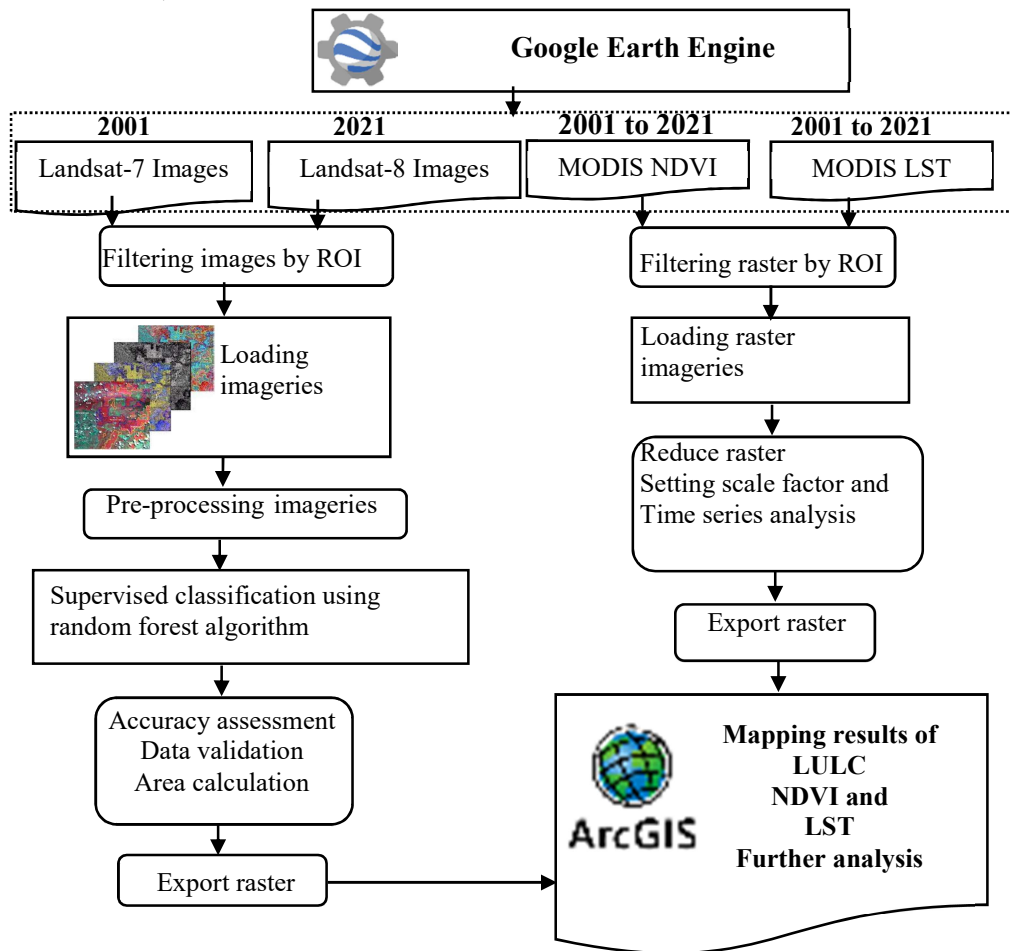 Google Earth Engine
2001
2021
2001 to 2021
2001 to 2021
Landsat-7 Images
Landsat-8 Images
MODIS NDVI
MODIS LST
Filtering images by ROI
Filtering raster by ROI
Loading
imageries
Loading raster
imageries
Pre-processing imageries
Reduce raster
Setting scale factor and
Time series analysis
Supervised classification using
random forest algorithm
Export raster
Accuracy assessment
Data validation
Area calculation
Export raster
ArcGIS
Mapping results of
LULC
NDVI and
LST
Further analysis